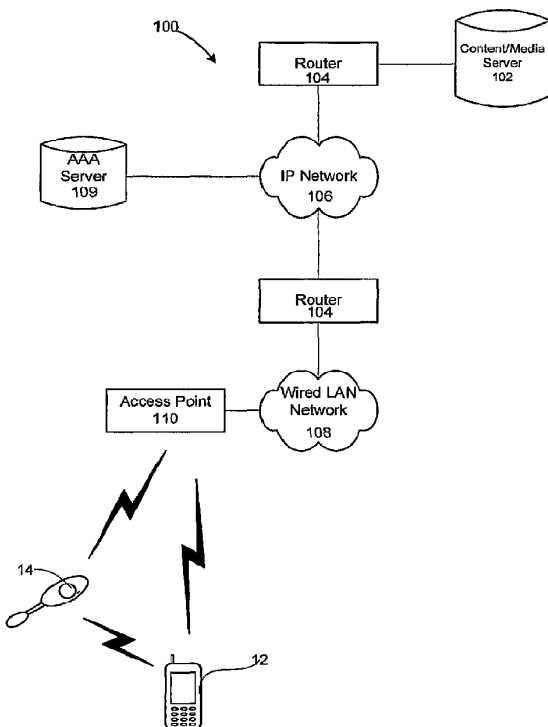 100
Router
104
Content/Media
Server
102
AAA
Server
109
IP Network
106
Router
104
Access Point
110
Wired LAN
Network
108
14
12